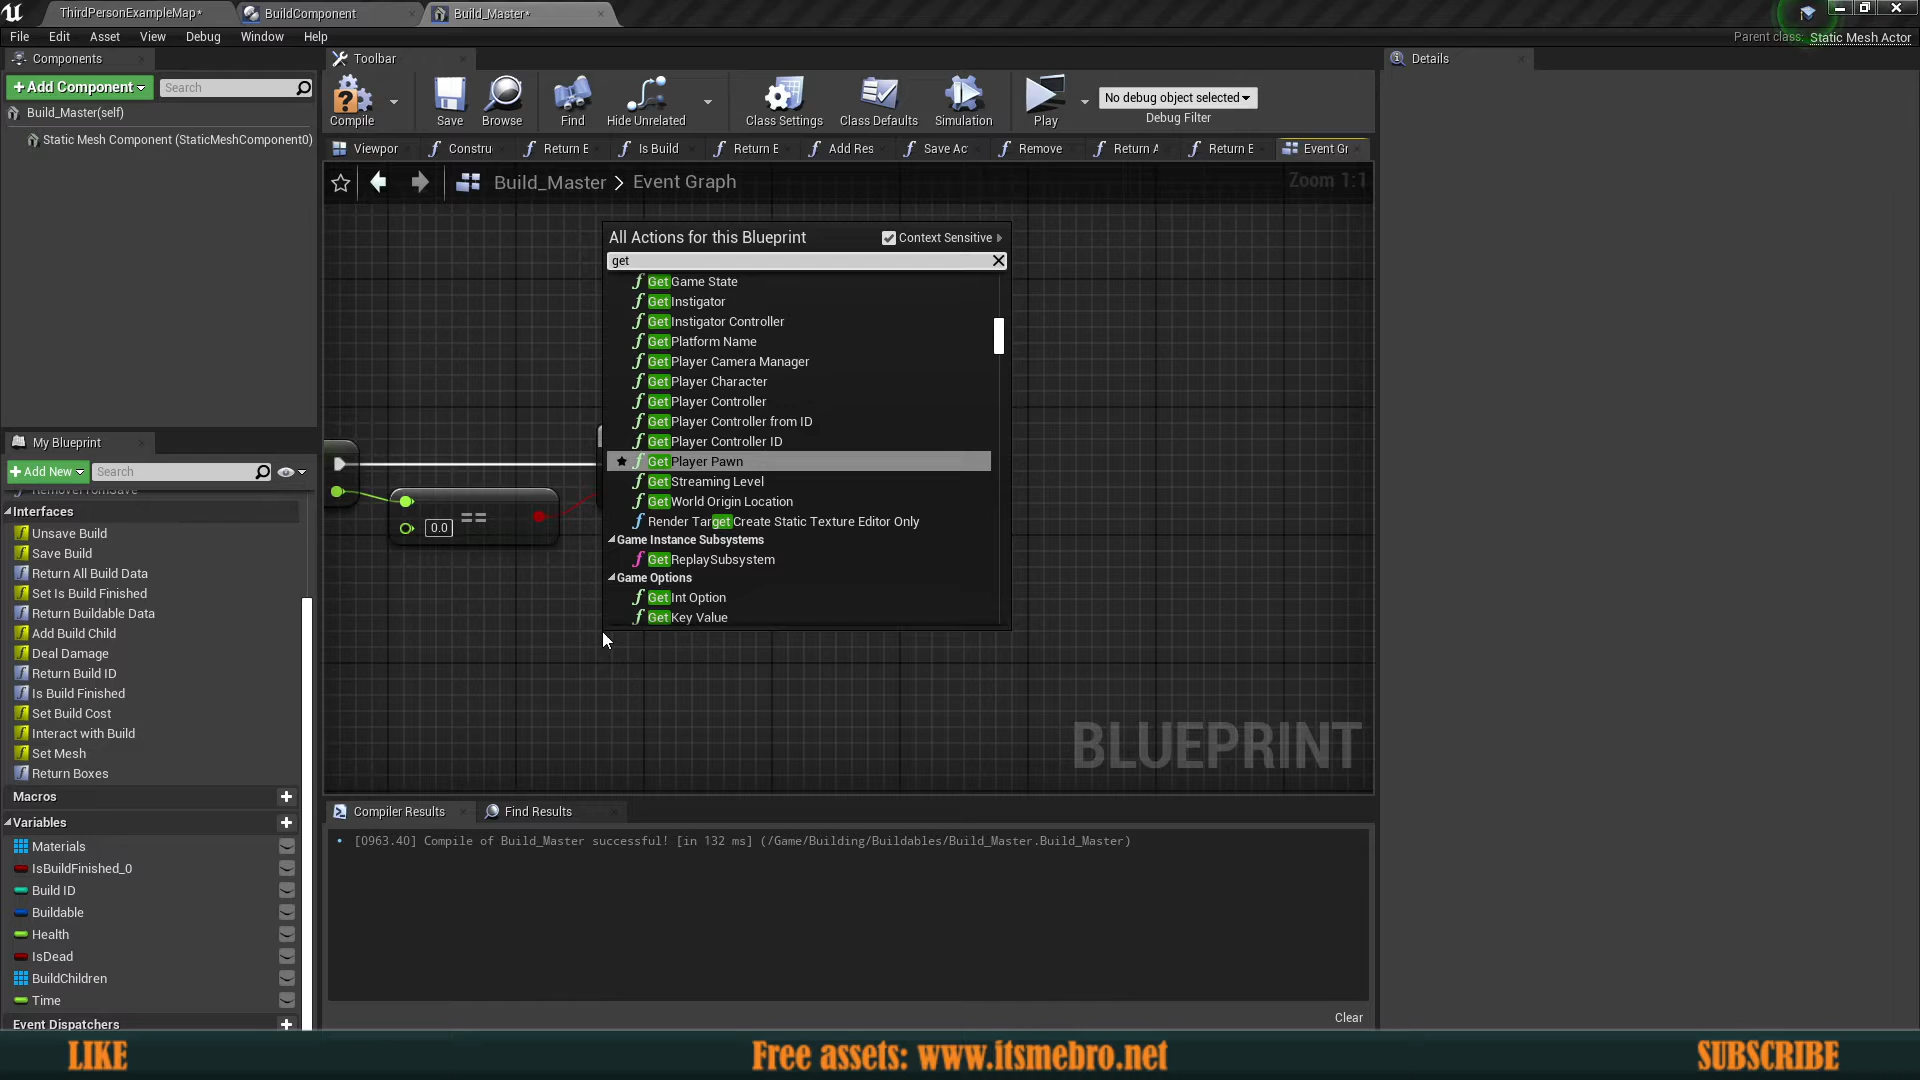 ThirdPersonExampleMap*
BuildComponent
Build_Master*
File Edit Asset View Debug Window Help
Parent class: Static Mesh Actor
Components
+Add Component
Search
Build_Master(self)
Static Mesh Component (StaticMeshComponent0)
Toolbar
Compile
Save
Browse
Find
Hide Unrelated
Class Settings
Class Defaults
Simulation
Play
No debug object selected
Debug Filter
Details
Viewpor
Constru
Return E
Is Build
Return E
Add Res
Save Ac
Remove
Return A
Return E
Event Gr
Build_Master > Event Graph
Zoom 1:1
All Actions for this Blueprint
Context Sensitive
get
Get Game State
Get Instigator
Get Instigator Controller
Get Platform Name
Get Player Camera Manager
Get Player Character
Get Player Controller
Get Player Controller from ID
Get Player Controller ID
Get Player Pawn
Get Streaming Level
Get World Origin Location
Render Target Create Static Texture Editor Only
Game Instance Subsystems
Get ReplaySubsystem
Game Options
Get Int Option
Get Key Value
==
0.0
BLUEPRINT
My Blueprint
+Add New
Search
RemoveFromSave
Interfaces
Unsave Build
Save Build
Return All Build Data
Set Is Build Finished
Return Buildable Data
Add Build Child
Deal Damage
Return Build ID
Is Build Finished
Set Build Cost
Interact with Build
Set Mesh
Return Boxes
Macros
Variables
Materials
IsBuildFinished_0
Build ID
Buildable
Health
IsDead
BuildChildren
Time
Event Dispatchers
Compiler Results
Find Results
[0963.40] Compile of Build_Master successful! [in 132 ms] (/Game/Building/Buildables/Build_Master.Build_Master)
Clear
LIKE
Free assets: www.itsmebro.net
SUBSCRIBE